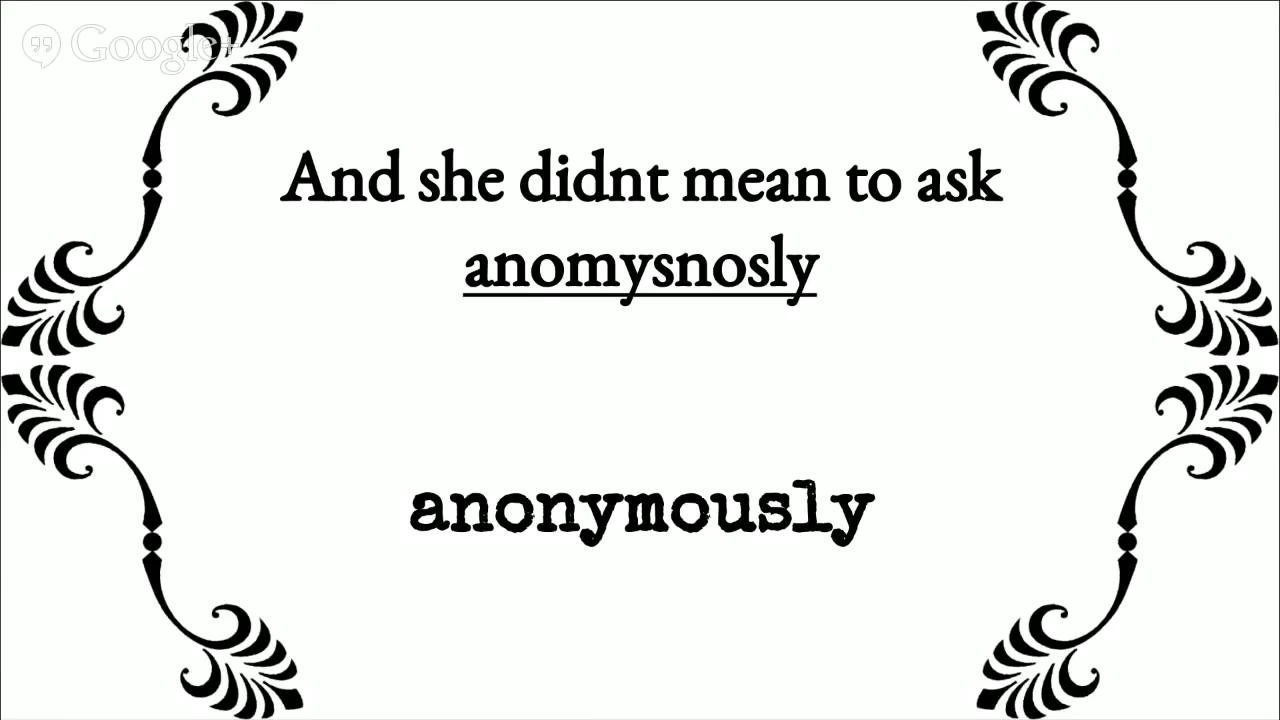 Google+
And she didnt mean to ask
anomysnosly
anonymously